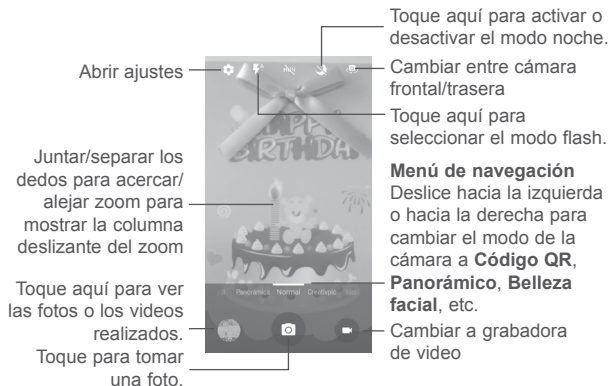 Toque aquí para activar o
desactivar el modo noche.
Abrir ajustes
Cambiar entre cámara
frontal/trasera
Toque aquí para
seleccionar el modo flash.
Juntar/separar los
dedos para acercar/
alejar zoom para
mostrar la columna
deslizante del zoom
Menú de navegación
Deslice hacia la izquierda
o hacia la derecha para
cambiar el modo de la
cámara a Código QR,
Panorámico, Belleza
facial, etc.
Toque aquí para ver
las fotos o los videos
realizados.
Cambiar a grabadora
de video
Toque para tomar
una foto.
HAPPY
BIRTHDAY
Panorámica Normal